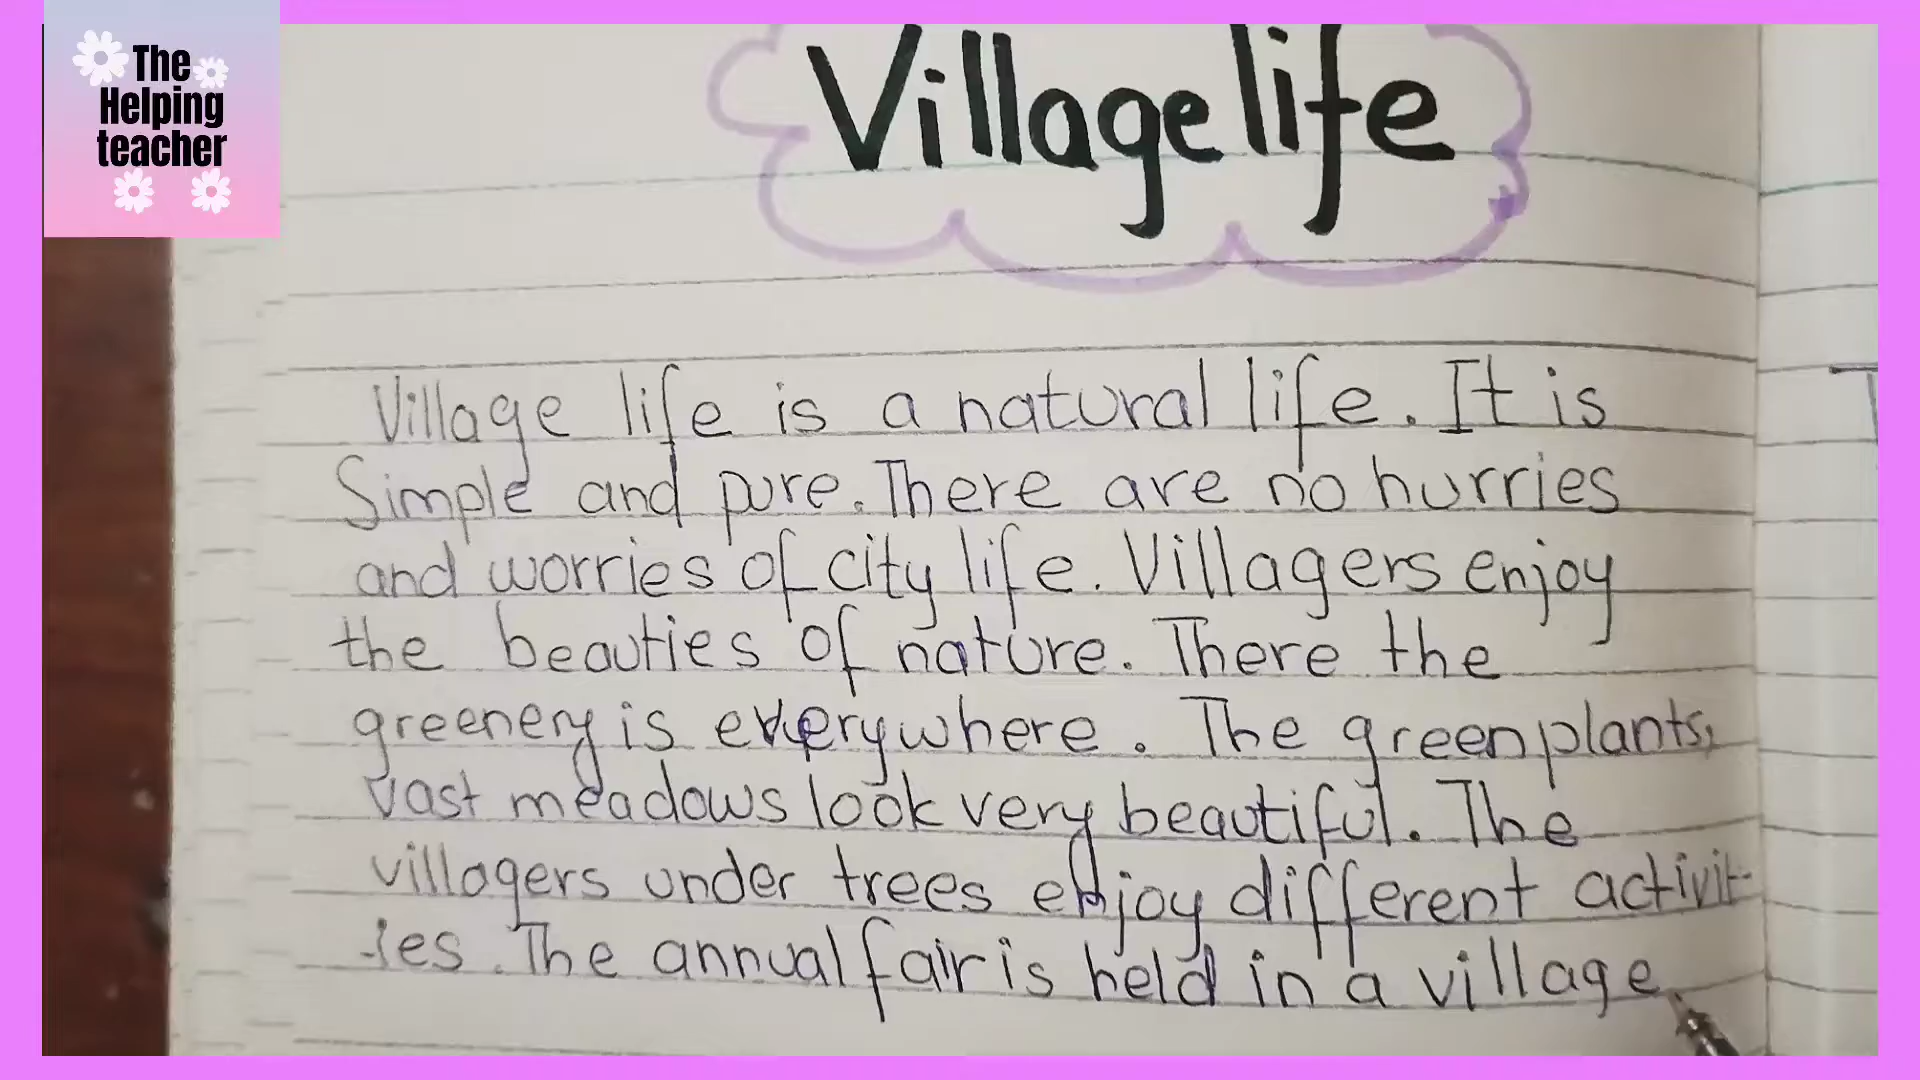 The
Helping
teacher
Village life
Village life is a natural life. It is
Simple and pure. There are no hurries
and worries of city life. Villagers enjoy
the beauties of nature. There the
greenery is everywhere. The green plants,
vast meadows look very beautiful. The
villagers under trees enjoy different activit-
ies. The annual fair is held in a village